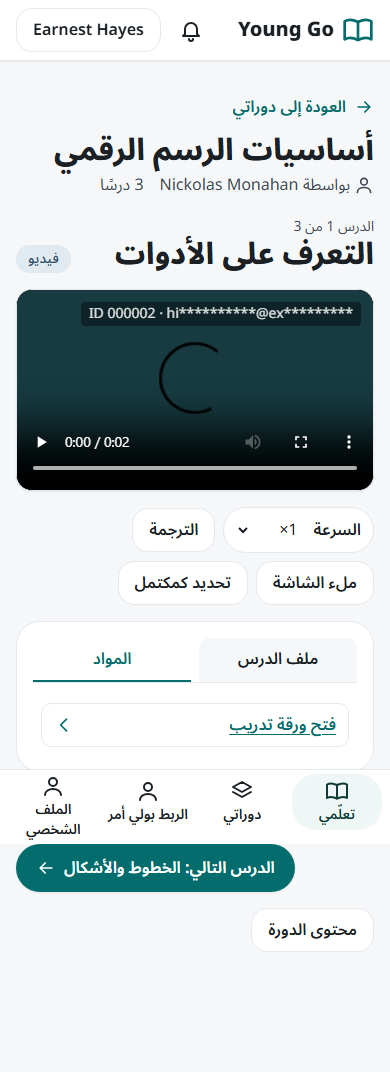 Young Go
Earnest Hayes
العودة إلى دوراتي
أساسيات الرسم الرقمي
بواسطة Nickolas Monahan 3 درسًا
الدرس 1 من 3
التعرف على الأدوات
فيديو
ID 000002 · hi**********@ex*********
0:00 / 0:02
السرعة 1×
الترجمة
ملء الشاشة
تحديد كمكتمل
ملف الدرس
المواد
فتح ورقة تدريب
تعلّمي
دوراتي
الربط بولي أمر
الملف الشخصي
الدرس التالي: الخطوط والأشكال
محتوى الدورة